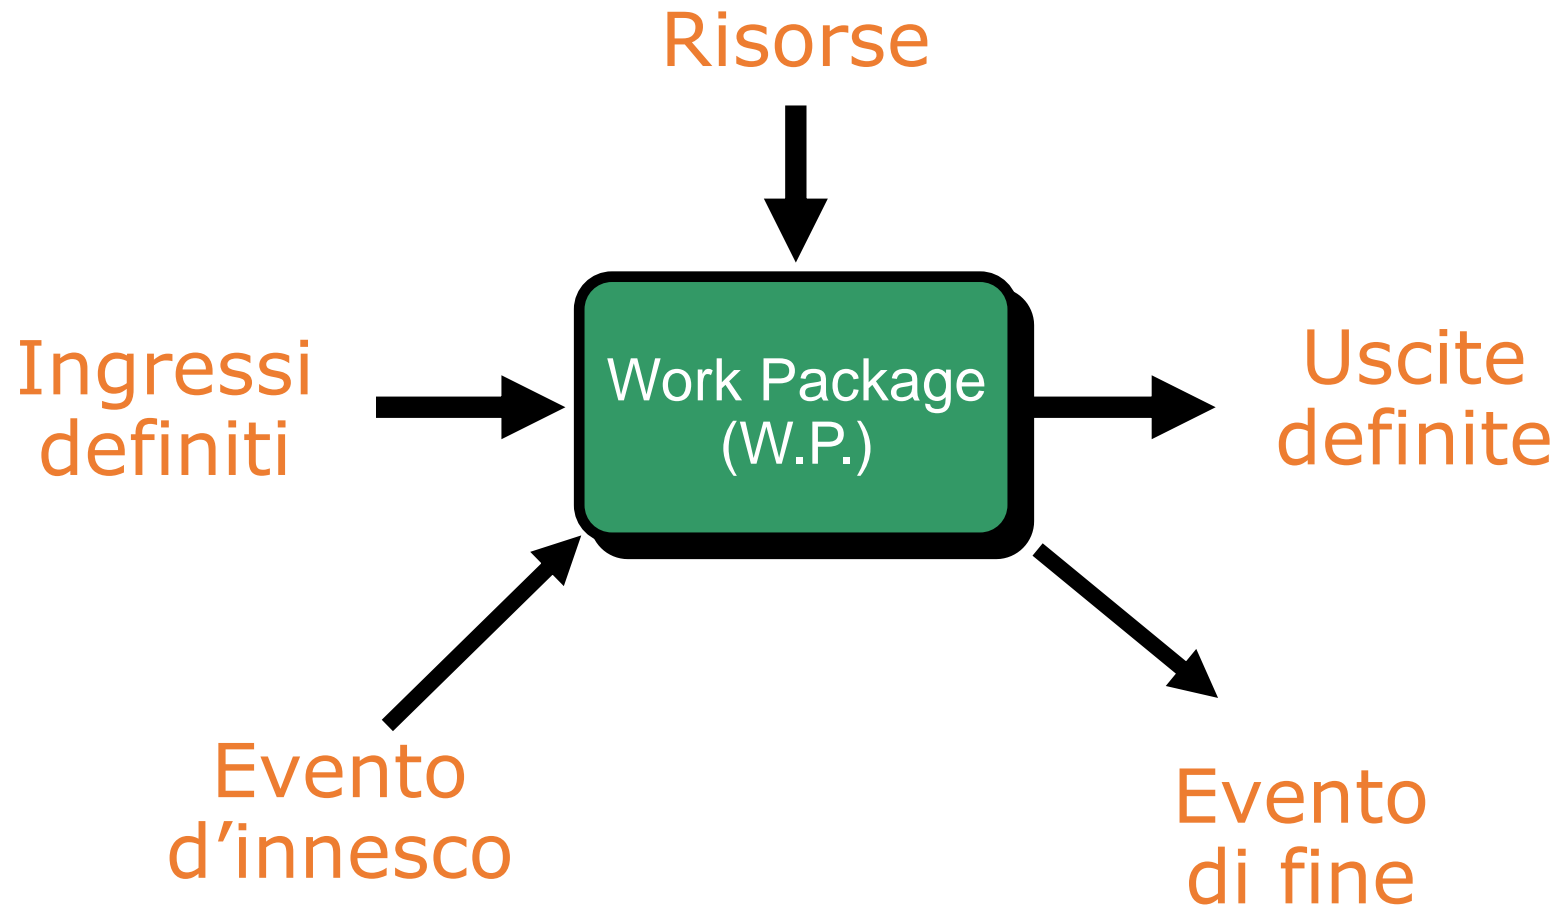 Risorse
Ingressi
definiti
Work Package
(W.P.)
Uscite
definite
Evento
d’innesco
Evento
di fine